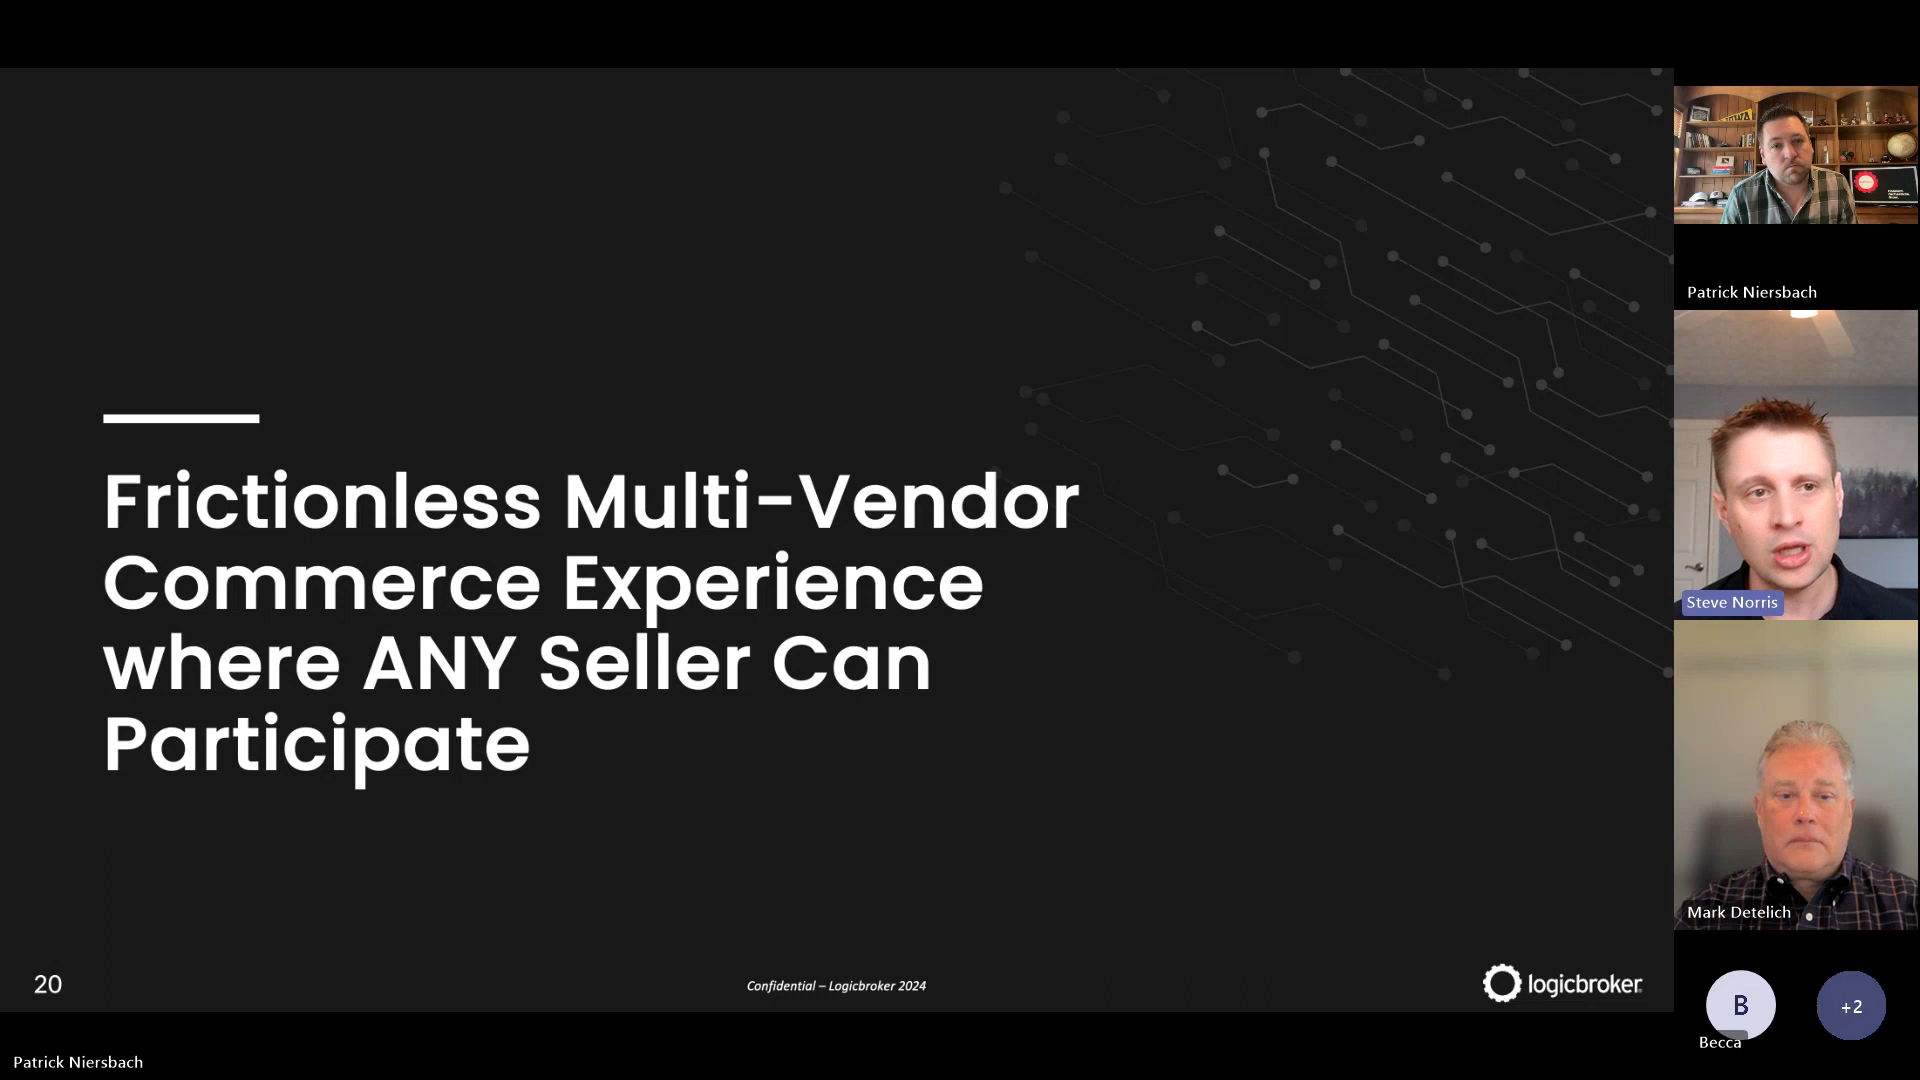 Frictionless Multi-Vendor
Commerce Experience
where ANY Seller Can
Participate
20
Confidential – Logicbroker 2024
logicbroker
Patrick Niersbach
Patrick Niersbach
Steve Norris
Mark Detelich
B
Becca
+2